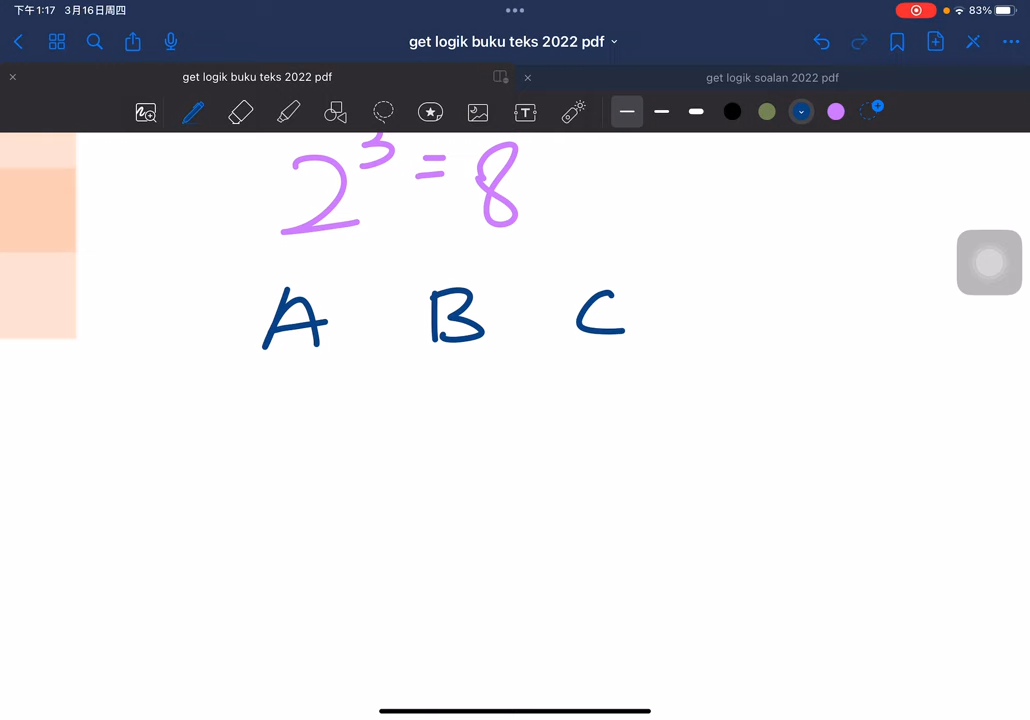 下午1:17 3月16日周四 83%
get logik buku teks 2022 pdf
get logik buku teks 2022 pdf get logik soalan 2022 pdf
2³ = 8
A B C